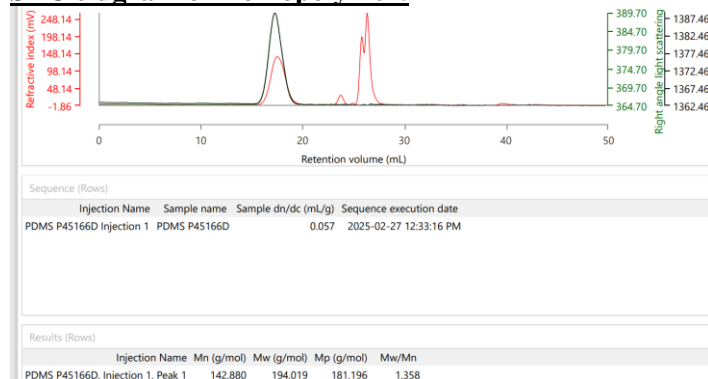 248.14
198.14
148.14
98.14
48.14
-1.86
Refractive index (mV)
389.70
384.70
379.70
374.70
369.70
364.70
Right angle light scattering
1387.46
1382.46
1377.46
1372.46
1367.46
1362.46
0 10 20 30 40 50
Retention volume (mL)
Sequence (Rows)
Injection Name Sample name Sample dn/dc (mL/g) Sequence execution date
PDMS P45166D Injection 1 PDMS P45166D 0.057 2025-02-27 12:33:16 PM
Results (Rows)
Injection Name Mn (g/mol) Mw (g/mol) Mp (g/mol) Mw/Mn
PDMS P45166D, Injection 1, Peak 1 142.880 194.019 181.196 1.358